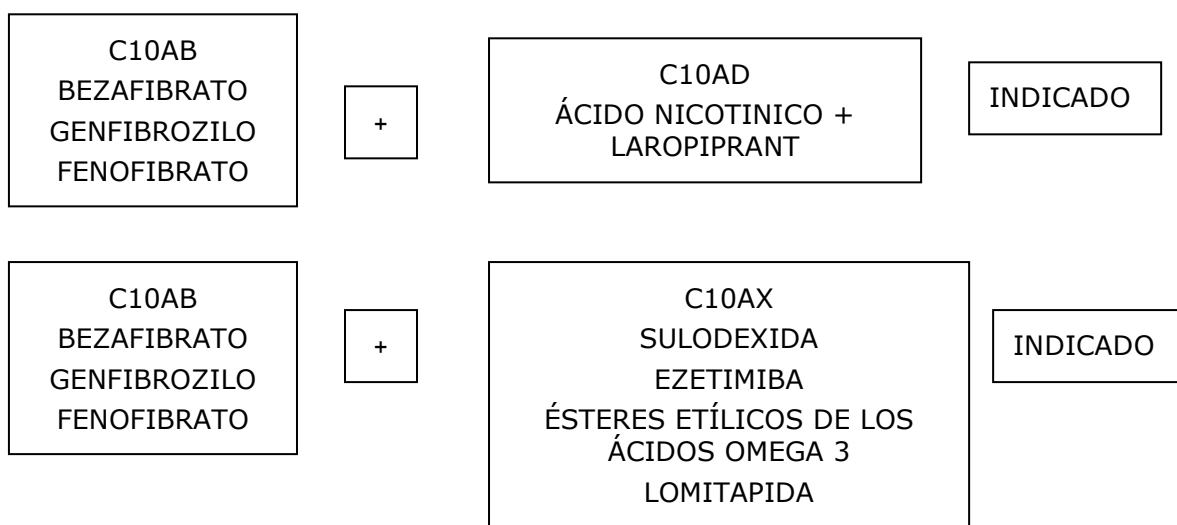 C10AB
BEZAFIBRATO
GENFIBROZILO
FENOFIBRATO
+
C10AD
ÁCIDO NICOTINICO +
LAROPIPRANT
INDICADO
C10AB
BEZAFIBRATO
GENFIBROZILO
FENOFIBRATO
+
C10AX
SULODEXIDA
EZETIMIBA
ÉSTERES ETÍLICOS DE LOS
ÁCIDOS OMEGA 3
LOMITAPIDA
INDICADO